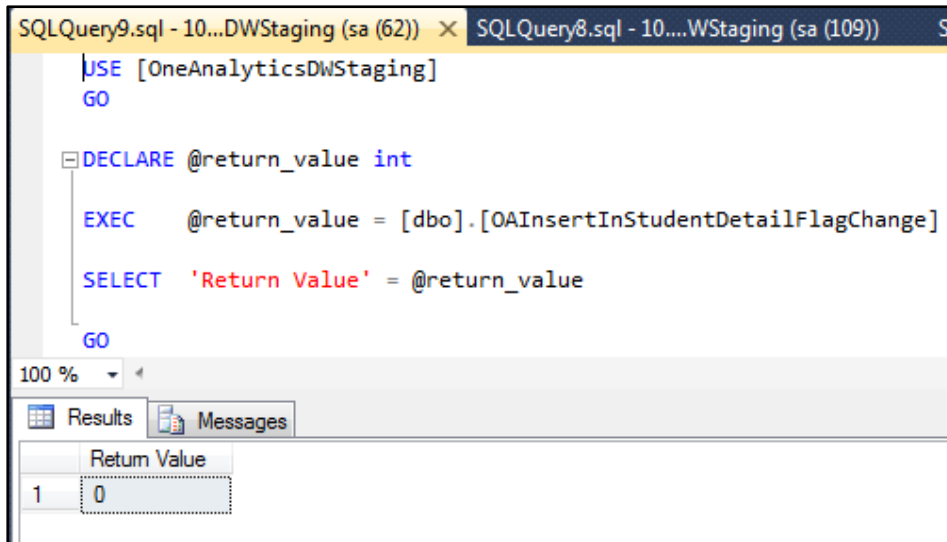 SQLQuery9.sql - 10...DWStaging (sa (62)) SQLQuery8.sql - 10....WStaging (sa (109)) S
USE [OneAnalyticsDWStaging]
GO
DECLARE @return_value int
EXEC @return_value = [dbo].[OAInsertInStudentDetailFlagChange]
SELECT 'Return Value' = @return_value
GO
100 %
Results Messages
Return Value
1 0